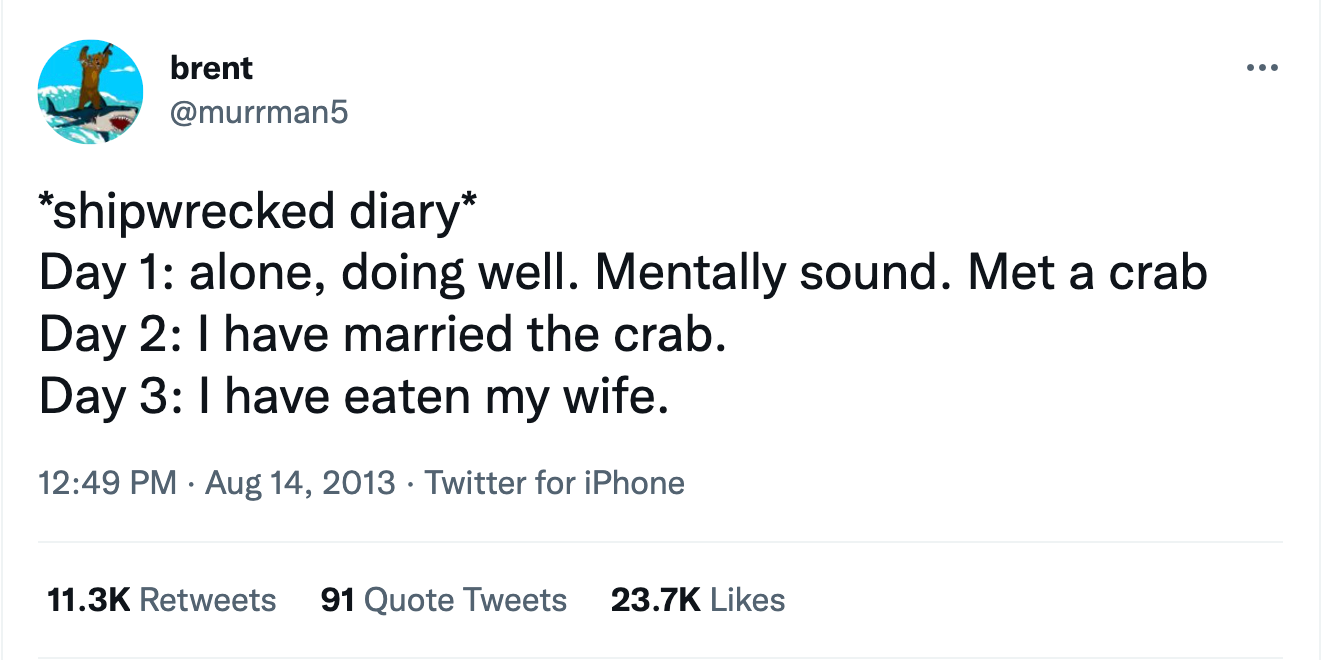 brent
@murrman5
*shipwrecked diary*
Day 1: alone, doing well. Mentally sound. Met a crab
Day 2: I have married the crab.
Day 3: I have eaten my wife.
12:49 PM · Aug 14, 2013 · Twitter for iPhone
11.3K Retweets 91 Quote Tweets 23.7K Likes